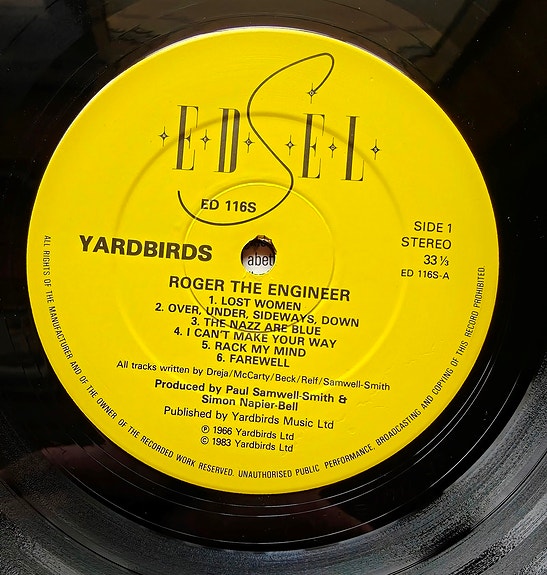 EDSEL
ED 116S
YARDBIRDS
SIDE 1
STEREO
33 ⅓
ED 116S-A
abel
ROGER THE ENGINEER
1. LOST WOMEN
2. OVER, UNDER, SIDEWAYS, DOWN
3. THE NAZZ ARE BLUE
4. I CAN'T MAKE YOUR WAY
5. RACK MY MIND
6. FAREWELL
All tracks written by Dreja/McCarty/Beck/Relf/Samwell-Smith
Produced by Paul Samwell-Smith &
Simon Napier-Bell
Published by Yardbirds Music Ltd
℗ 1966 Yardbirds Ltd
© 1983 Yardbirds Ltd
ALL RIGHTS OF THE MANUFACTURER AND OF THE OWNER OF THE RECORDED WORK RESERVED. UNAUTHORISED PUBLIC PERFORMANCE, BROADCASTING AND COPYING OF THIS RECORD PROHIBITED.